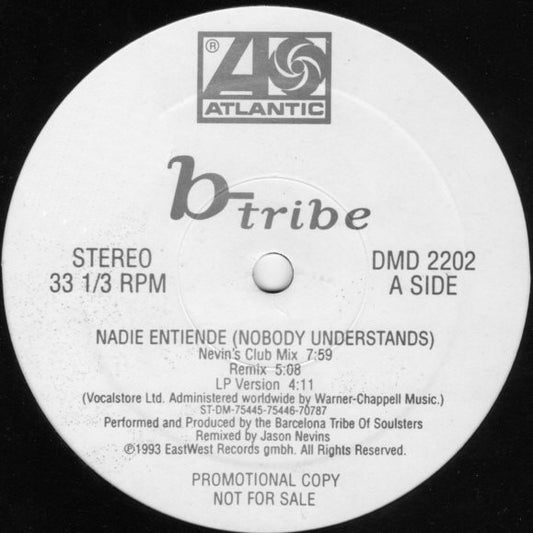 ®
ATLANTIC
b-tribe
STEREO
33 1/3 RPM
DMD 2202
A SIDE
NADIE ENTIENDE (NOBODY UNDERSTANDS)
Nevin's Club Mix 7:59
Remix 5:08
LP Version 4:11
(Vocalstore Ltd. Administered worldwide by Warner-Chappell Music.)
ST-DM-75445-75446-70787
Performed and Produced by the Barcelona Tribe Of Soulsters
Remixed by Jason Nevins
℗1993 EastWest Records gmbh. All Rights Reserved.
PROMOTIONAL COPY
NOT FOR SALE